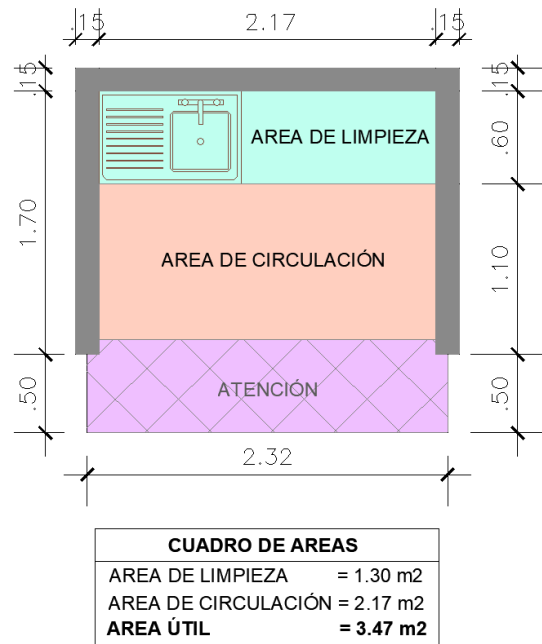 .15
2.17
.15
.15
.15
AREA DE LIMPIEZA
.60
1.70
AREA DE CIRCULACIÓN
1.10
.50
ATENCIÓN
.50
2.32
CUADRO DE AREAS
AREA DE LIMPIEZA = 1.30 m2
AREA DE CIRCULACIÓN = 2.17 m2
AREA ÚTIL = 3.47 m2